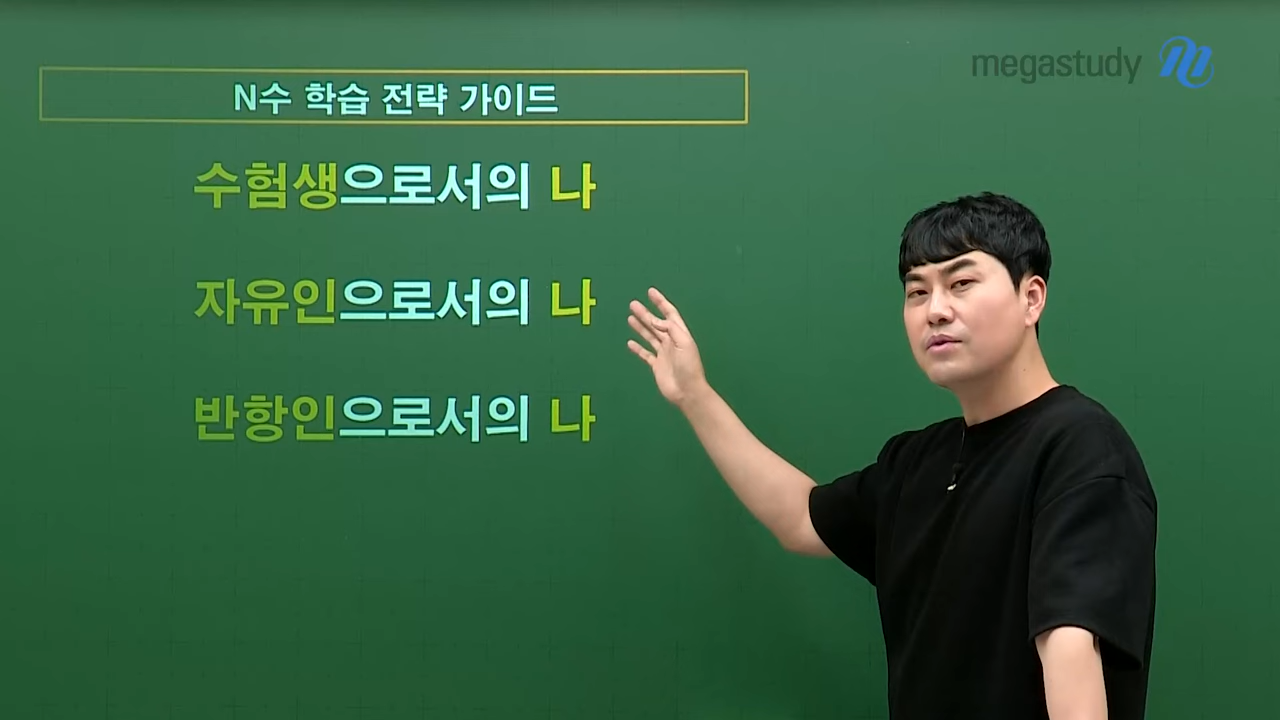 megastudy
N수 학습 전략 가이드
수험생으로서의 나
자유인으로서의 나
반항인으로서의 나